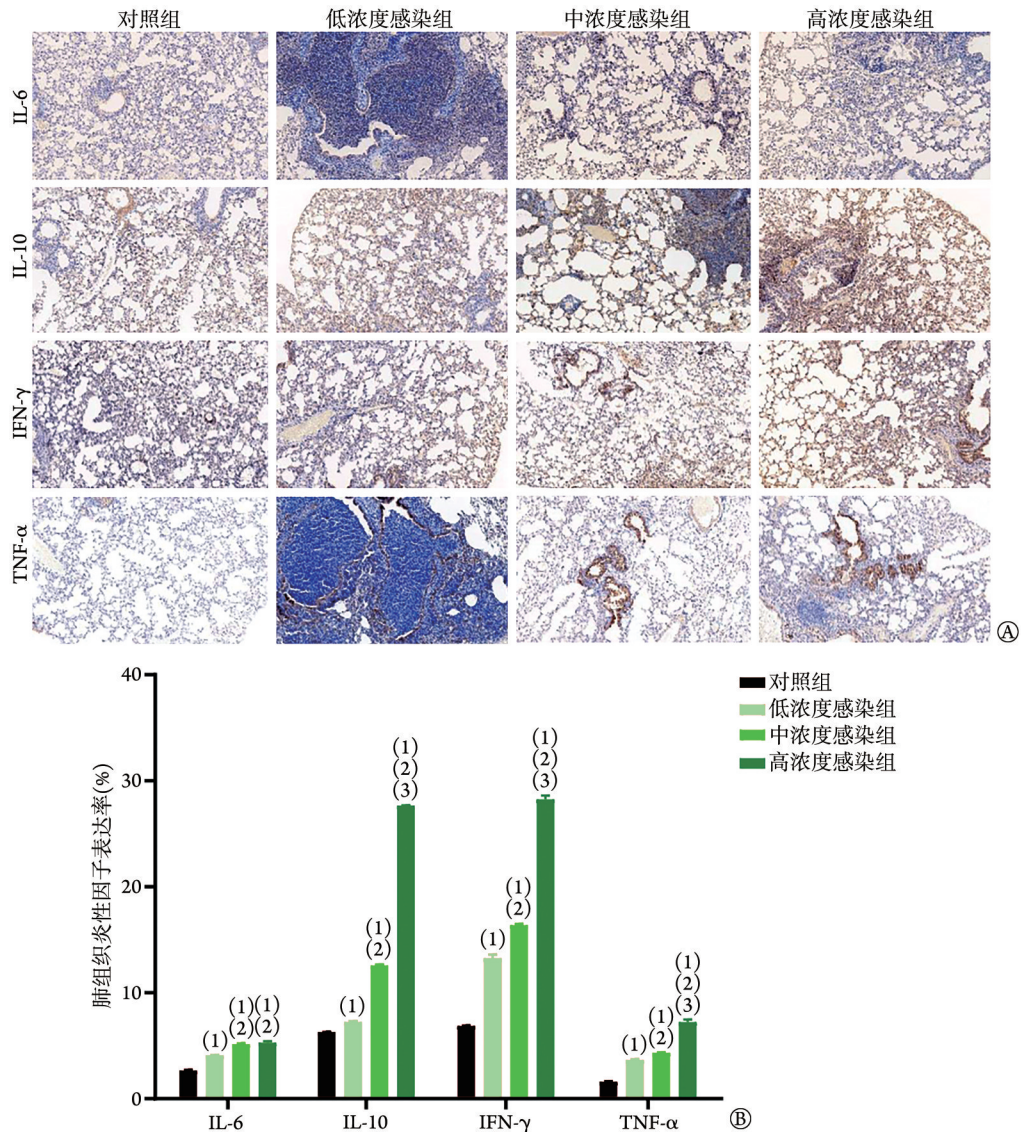 对照组 低浓度感染组 中浓度感染组 高浓度感染组
IL-6
IL-10
IFN-γ
TNF-α
Ⓐ
40
30
20
10
0
肺组织炎性因子表达率(%)
对照组
低浓度感染组
中浓度感染组
高浓度感染组
(1)
(1)
(2)
(1)
(2)
(1)
(1)
(2)
(1)
(2)
(3)
(1)
(1)
(2)
(1)
(2)
(3)
(1)
(1)
(2)
(1)
(2)
(3)
IL-6 IL-10 IFN-γ TNF-α
Ⓑ